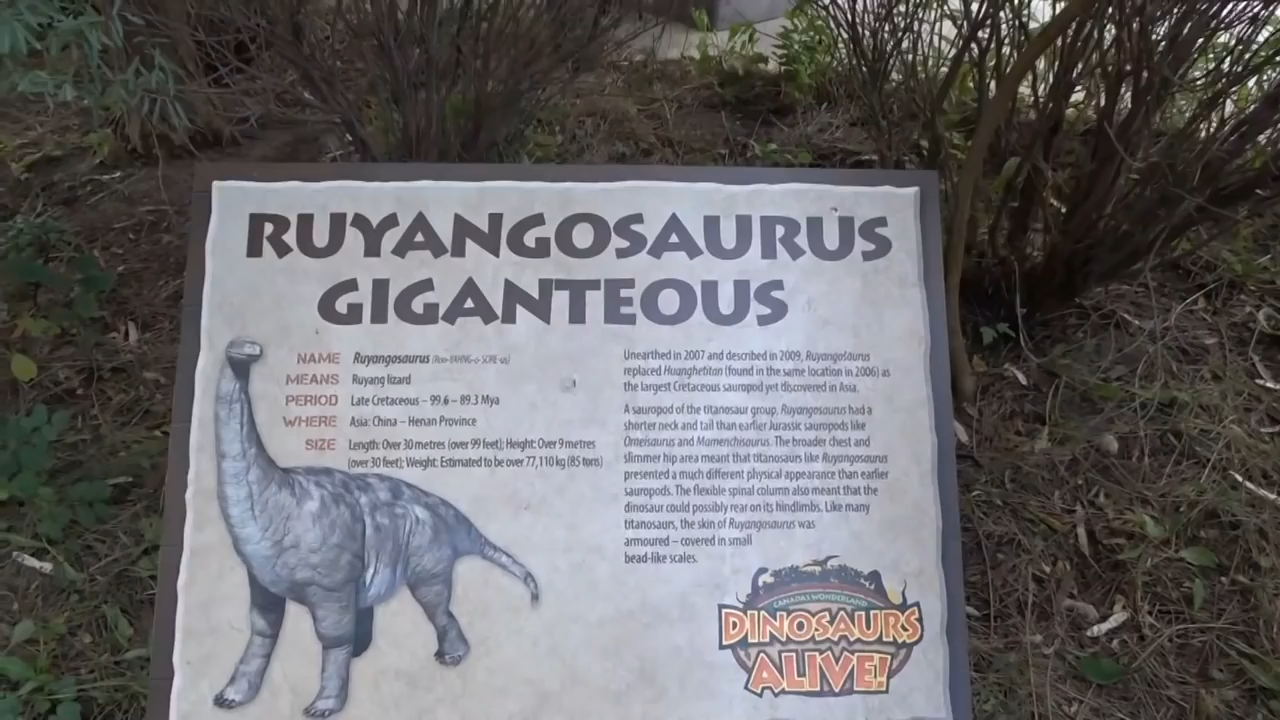 RUYANGOSAURUS
GIGANTEOUS
NAME Ruyangosaurus (Roo-YAHNG-o-SORE-us)
MEANS Ruyang lizard
PERIOD Late Cretaceous – 99.6 – 89.3 Mya
WHERE Asia: China – Henan Province
SIZE Length: Over 30 metres (over 99 feet); Height: Over 9 metres
(over 30 feet); Weight: Estimated to be over 77,110 kg (85 tons)
Unearthed in 2007 and described in 2009, Ruyangosaurus
replaced Huanghetitan (found in the same location in 2006) as
the largest Cretaceous sauropod yet discovered in Asia.
A sauropod of the titanosaur group, Ruyangosaurus had a
shorter neck and tail than earlier Jurassic sauropods like
Omeisaurus and Mamenchisaurus. The broader chest and
slimmer hip area meant that titanosaurs like Ruyangosaurus
presented a much different physical appearance than earlier
sauropods. The flexible spinal column also meant that the
dinosaur could possibly rear on its hindlimbs. Like many
titanosaurs, the skin of Ruyangosaurus was
armoured – covered in small
bead-like scales.
CANADA'S WONDERLAND
DINOSAURS
ALIVE!